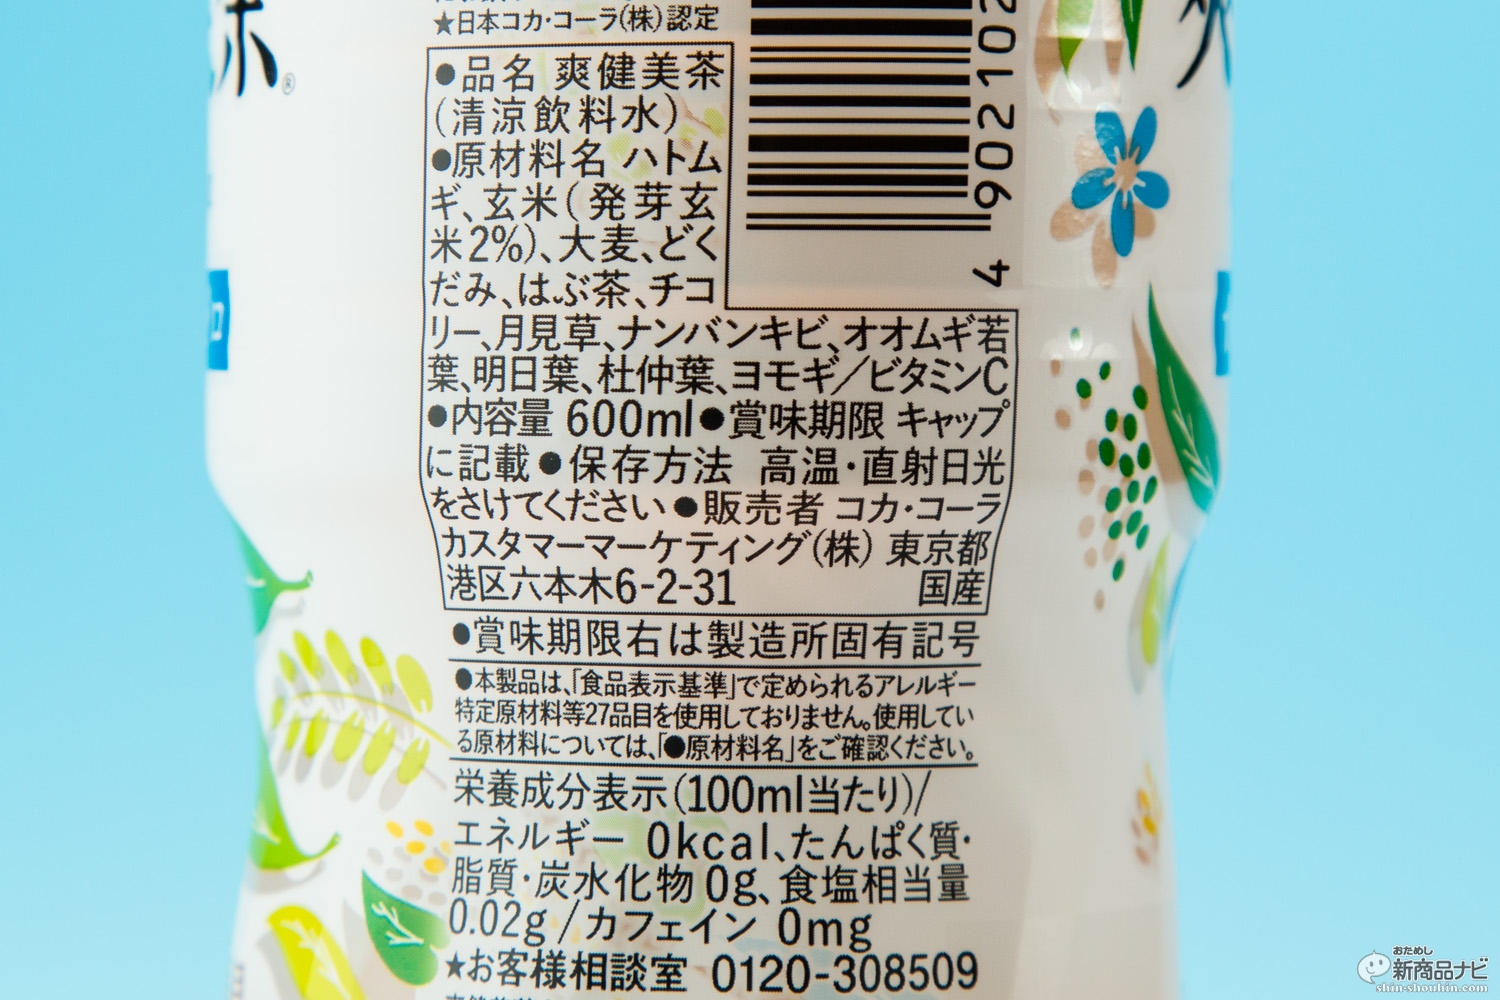 味®
★日本コカ・コーラ(株)認定
●品名 爽健美茶
(清涼飲料水)
●原材料名 ハトム
ギ、玄米(発芽玄
米2%)、大麦、どく
だみ、はぶ茶、チコ
リー、月見草、ナンバンキビ、オオムギ若
葉、明日葉、杜仲葉、ヨモギ/ビタミンC
●内容量 600ml●賞味期限 キャップ
に記載●保存方法 高温・直射日光
をさけてください●販売者 コカ・コーラ
カスタマーマーケティング(株) 東京都
港区六本木6-2-31 国産
●賞味期限右は製造所固有記号
●本製品は、「食品表示基準」で定められるアレルギー
特定原材料等27品目を使用しておりません。使用してい
る原材料については、「●原材料名」をご確認ください。
栄養成分表示(100ml当たり)/
エネルギー 0kcal、たんぱく質・
脂質・炭水化物 0g、食塩相当量
0.02g/カフェイン 0mg
★お客様相談室 0120-308509
4 902102
爽
ロ
おためし
新商品ナビ
shin-shouhin.com